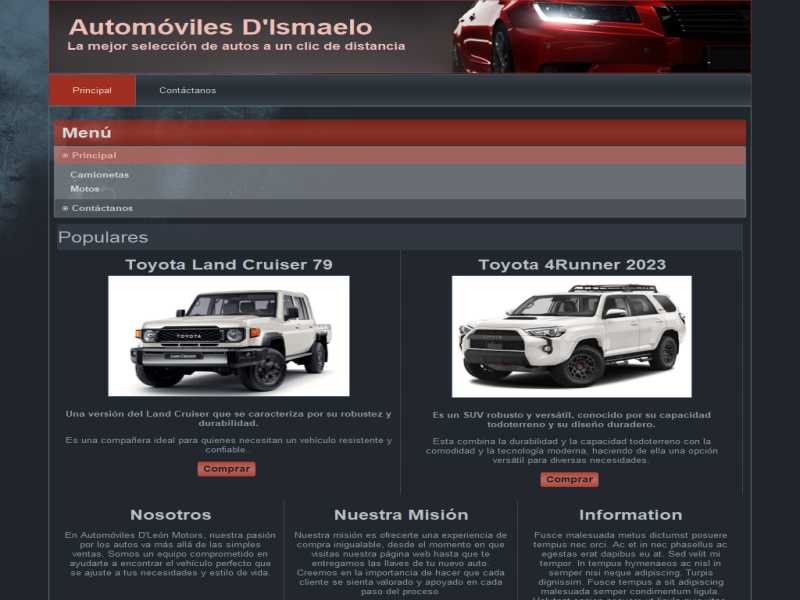 Automóviles D'Ismaelo
La mejor selección de autos a un clic de distancia
Principal
Contáctanos
Menú
Principal
Camionetas
Motos
Contáctanos
Populares
Toyota Land Cruiser 79
TOYOTA
Land Cruiser
Una versión del Land Cruiser que se caracteriza por su robustez y
durabilidad.
Es una compañera ideal para quienes necesitan un vehículo resistente y
confiable..
Comprar
Toyota 4Runner 2023
Es un SUV robusto y versátil, conocido por su capacidad
todoterreno y su diseño duradero.
Esta combina la durabilidad y la capacidad todoterreno con la
comodidad y la tecnología moderna, haciendo de ella una opción
versátil para diversas necesidades.
Comprar
Nosotros
En Automóviles D'León Motors, nuestra pasión
por los autos va más allá de las simples
ventas. Somos un equipo comprometido en
ayudarte a encontrar el vehículo perfecto que
se ajuste a tus necesidades y estilo de vida.
Nuestra Misión
Nuestra misión es ofrecerte una experiencia de
compra inigualable, desde el momento en que
visitas nuestra página web hasta que te
entregamos las llaves de tu nuevo auto.
Creemos en la importancia de hacer que cada
cliente se sienta valorado y apoyado en cada
paso del proceso.
Information
Fusce malesuada metus dictumst posuere
tempus nec orci. Ac et in nec phasellus ac
egestas erat dapibus eu at. Sed velit mi
tempor. In tempus hymenaeos ac nisl in
semper nisi neque adipiscing. Turpis
dignissim. Fusce tempus a sit adipiscing
malesuada semper condimentum ligula.